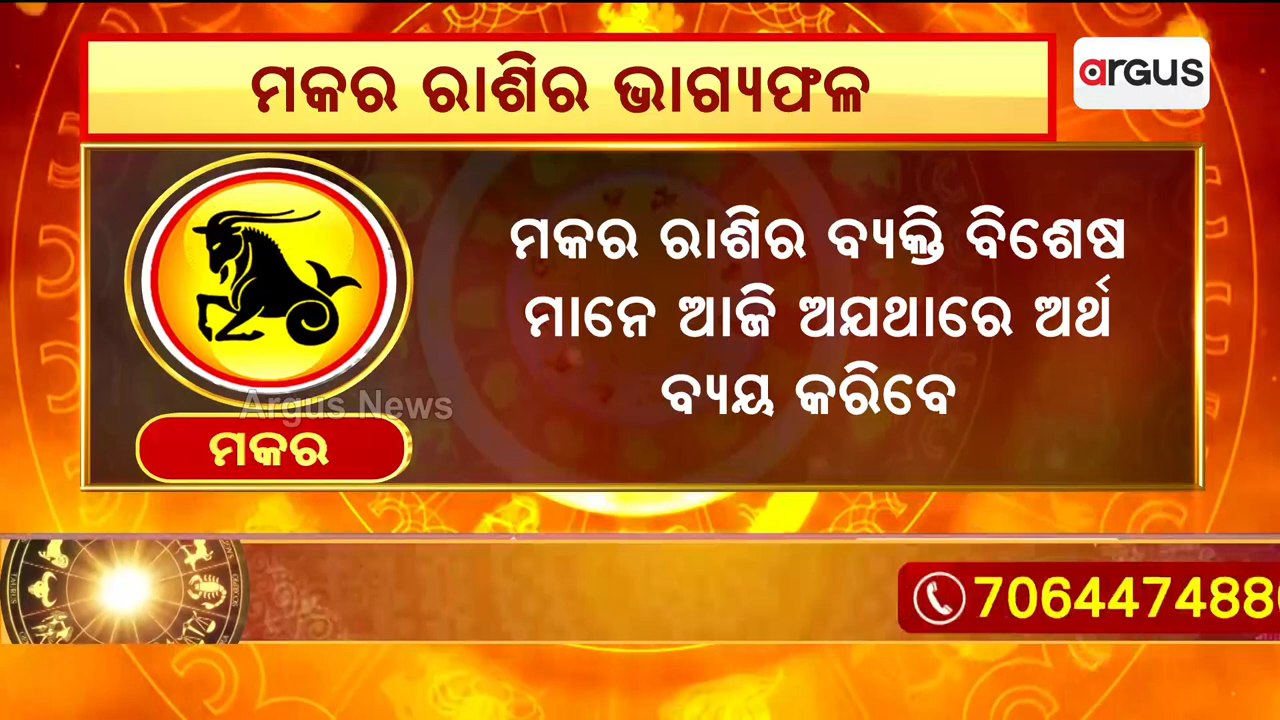 ମକର ରାଶିର ଭାଗ୍ୟଫଳ
argus
ମକର ରାଶିର ବ୍ୟକ୍ତି ବିଶେଷ
ମାନେ ଆଜି ଅଯଥାରେ ଅର୍ଥ
ବ୍ୟୟ କରିବେ
Argus News
ମକର
706447488